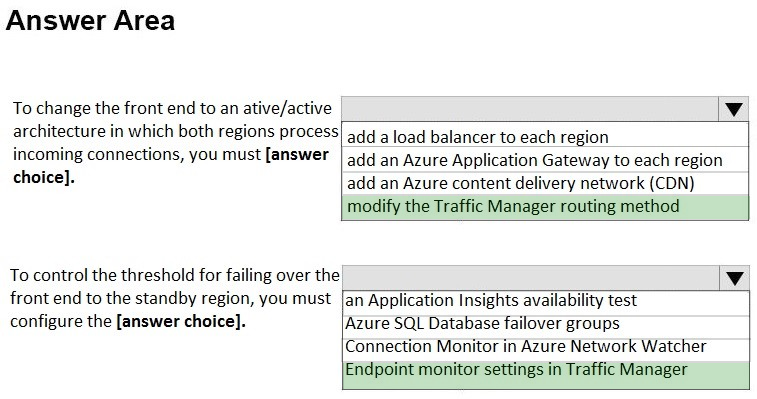 Answer Area
To change the front end to an ative/active
architecture in which both regions process
incoming connections, you must [answer
choice].
add a load balancer to each region
add an Azure Application Gateway to each region
add an Azure content delivery network (CDN)
modify the Traffic Manager routing method
To control the threshold for failing over the
front end to the standby region, you must
configure the [answer choice].
an Application Insights availability test
Azure SQL Database failover groups
Connection Monitor in Azure Network Watcher
Endpoint monitor settings in Traffic Manager